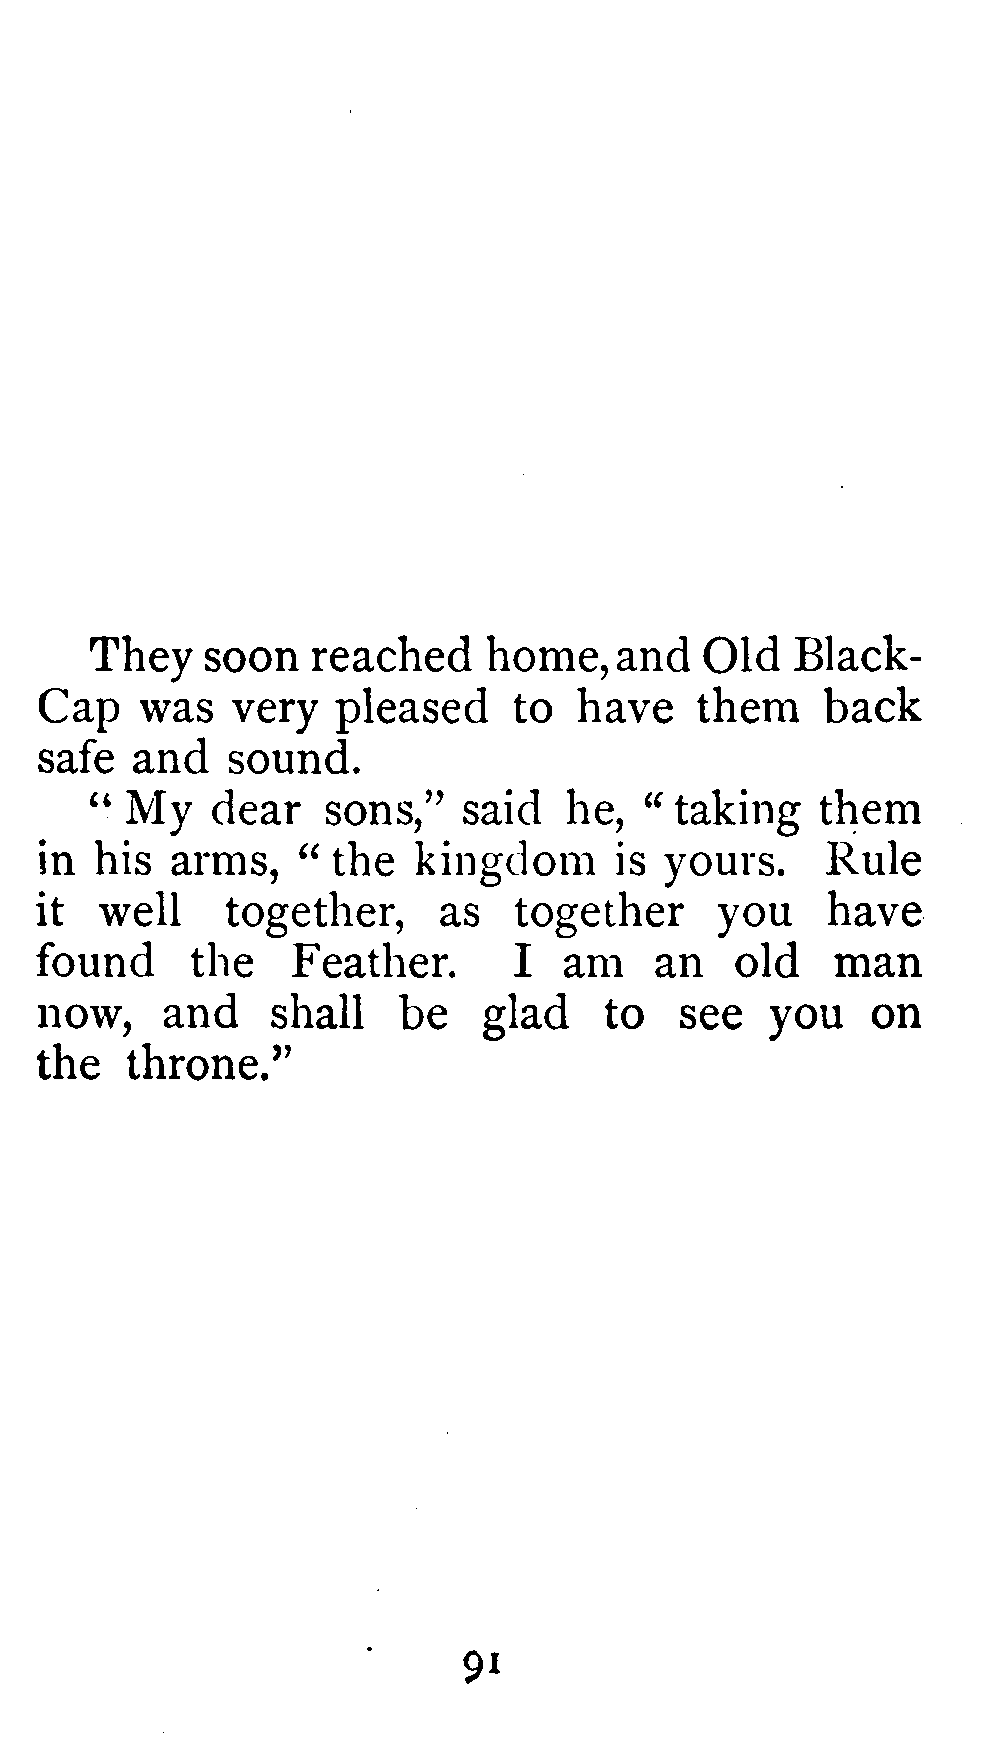 They soon reached home, and Old Black-
Cap was very pleased to have them back
safe and sound.
“ My dear sons,” said he, “ taking them
in his arms, “ the kingdom is yours. Rule
it well together, as together you have
found the Feather. I am an old man
now, and shall be glad to see you on
the throne.”
91